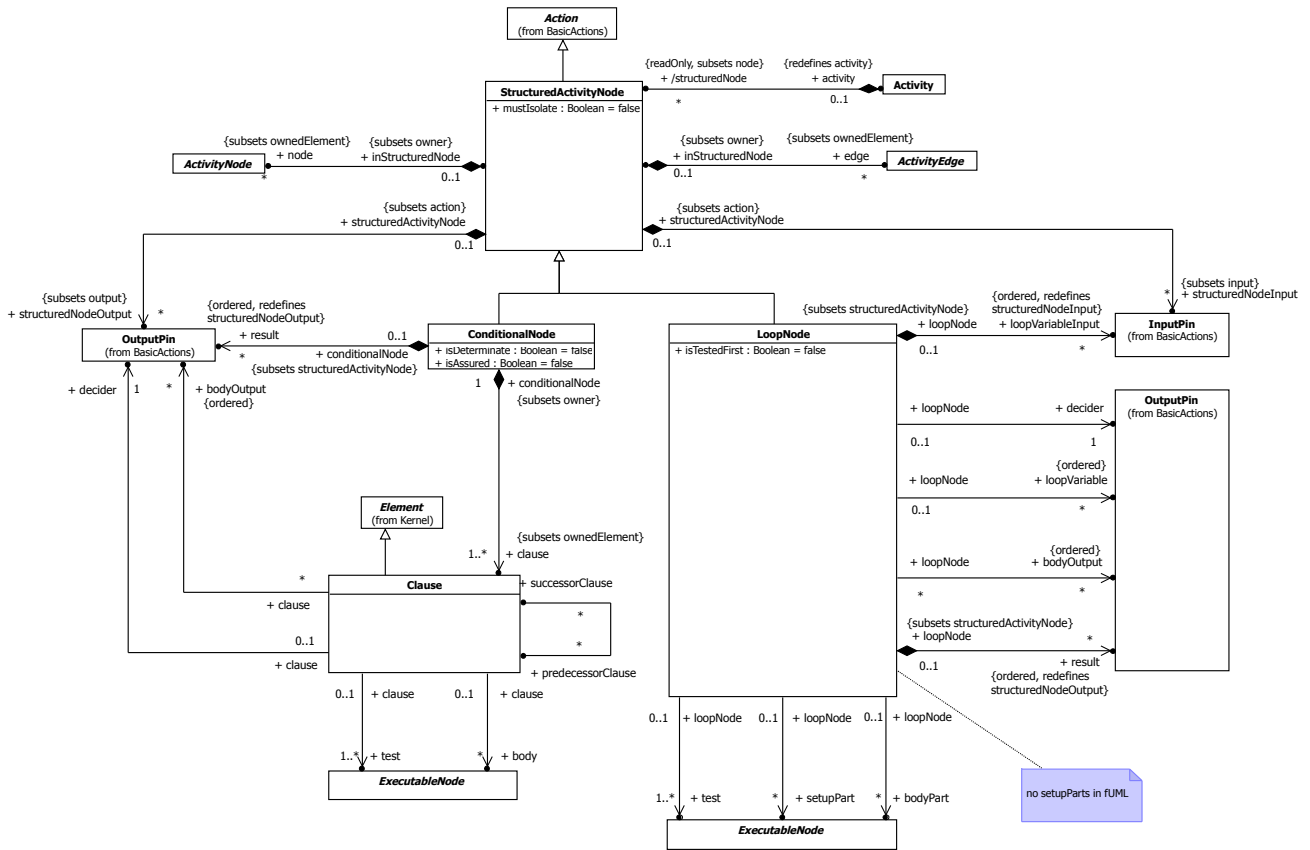 Action
(from BasicActions)
{readOnly, subsets node}
+ /structuredNode
*
{redefines activity}
+ activity
0..1
Activity
StructuredActivityNode
+ mustIsolate : Boolean = false
{subsets ownedElement}
+ node
*
{subsets owner}
+ inStructuredNode
0..1
ActivityNode
{subsets owner}
+ inStructuredNode
0..1
{subsets ownedElement}
+ edge
*
ActivityEdge
{subsets action}
+ structuredActivityNode
0..1
{subsets action}
+ structuredActivityNode
0..1
{subsets output}
+ structuredNodeOutput
*
{subsets input}
+ structuredNodeInput
*
OutputPin
(from BasicActions)
{ordered, redefines
structuredNodeOutput}
+ result
*
0..1
+ conditionalNode
{subsets structuredActivityNode}
ConditionalNode
+ isDeterminate : Boolean = false
+ isAssured : Boolean = false
LoopNode
+ isTestedFirst : Boolean = false
{subsets structuredActivityNode}
+ loopNode
0..1
{ordered, redefines
structuredNodeInput}
+ loopVariableInput
*
InputPin
(from BasicActions)
+ decider
1
*
+ bodyOutput
{ordered}
1
+ conditionalNode
{subsets owner}
OutputPin
(from BasicActions)
+ loopNode
0..1
+ decider
1
+ loopNode
0..1
{ordered}
+ loopVariable
*
+ loopNode
*
{ordered}
+ bodyOutput
*
{subsets structuredActivityNode}
+ loopNode
0..1
*
+ result
{ordered, redefines
structuredNodeOutput}
Element
(from Kernel)
{subsets ownedElement}
1..*
+ clause
Clause
+ successorClause
*
*
+ predecessorClause
*
+ clause
0..1
+ clause
0..1
+ clause
0..1
+ clause
1..*
+ test
*
+ body
ExecutableNode
0..1
+ loopNode
0..1
+ loopNode
0..1
+ loopNode
1..*
+ test
*
+ setupPart
*
+ bodyPart
ExecutableNode
no setupParts in fUML